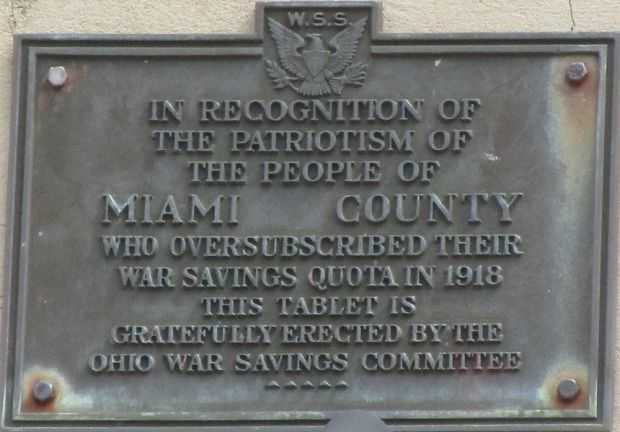 W.S.S.
IN RECOGNITION OF
THE PATRIOTISM OF
THE PEOPLE OF
MIAMI COUNTY
WHO OVERSUBSCRIBED THEIR
WAR SAVINGS QUOTA IN 1918
THIS TABLET IS
GRATEFULLY ERECTED BY THE
OHIO WAR SAVINGS COMMITTEE